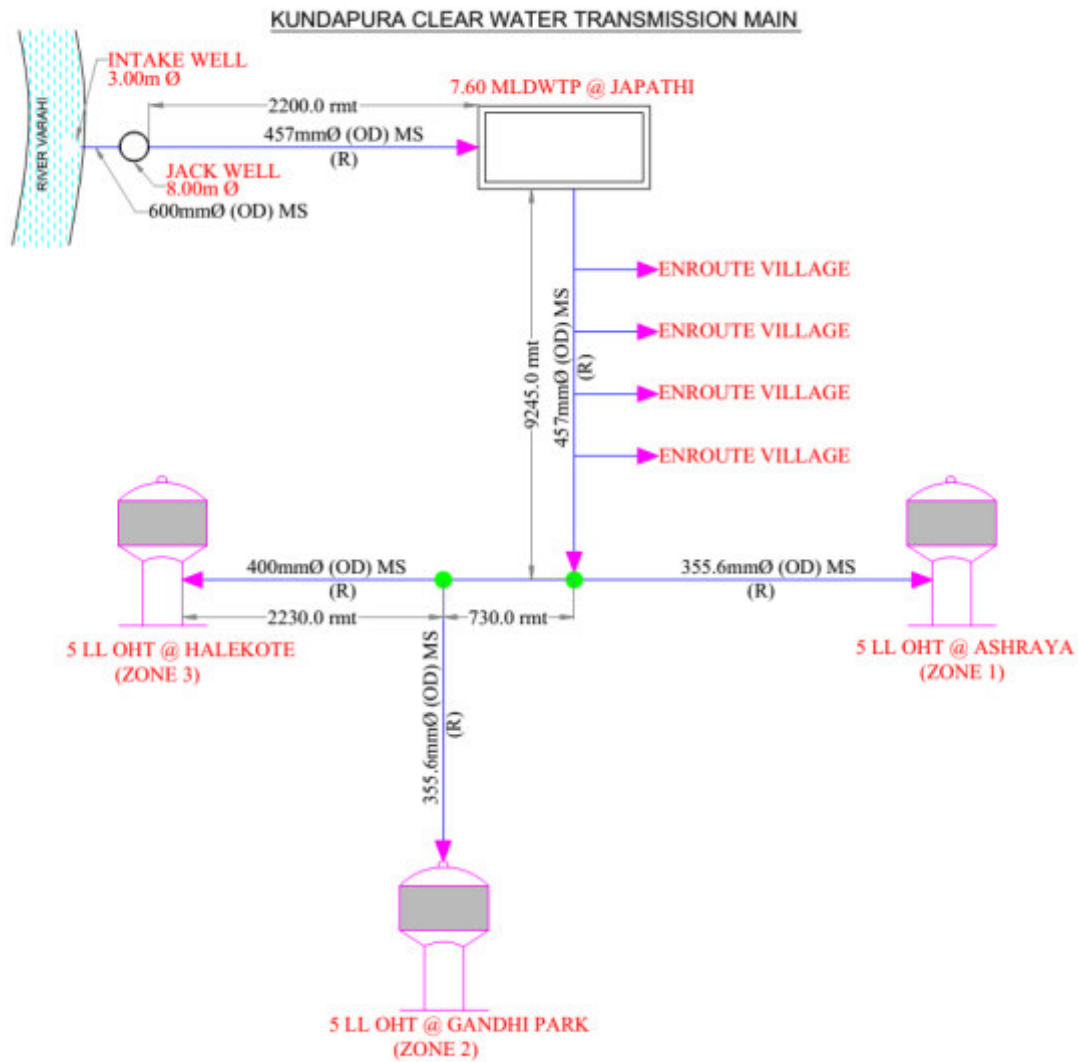 KUNDAPURA CLEAR WATER TRANSMISSION MAIN
RIVER VARAHI
INTAKE WELL
3.00m Ø
2200.0 rmt
457mmØ (OD) MS
(R)
JACK WELL
8.00m Ø
600mmØ (OD) MS
7.60 MLDWTP @ JAPATHI
9245.0 rmt
457mmØ (OD) MS
(R)
ENROUTE VILLAGE
ENROUTE VILLAGE
ENROUTE VILLAGE
ENROUTE VILLAGE
400mmØ (OD) MS
(R)
2230.0 rmt
730.0 rmt
355.6mmØ (OD) MS
(R)
5 LL OHT @ HALEKOTE
(ZONE 3)
5 LL OHT @ ASHRAYA
(ZONE 1)
355.6mmØ (OD) MS
(R)
5 LL OHT @ GANDHI PARK
(ZONE 2)